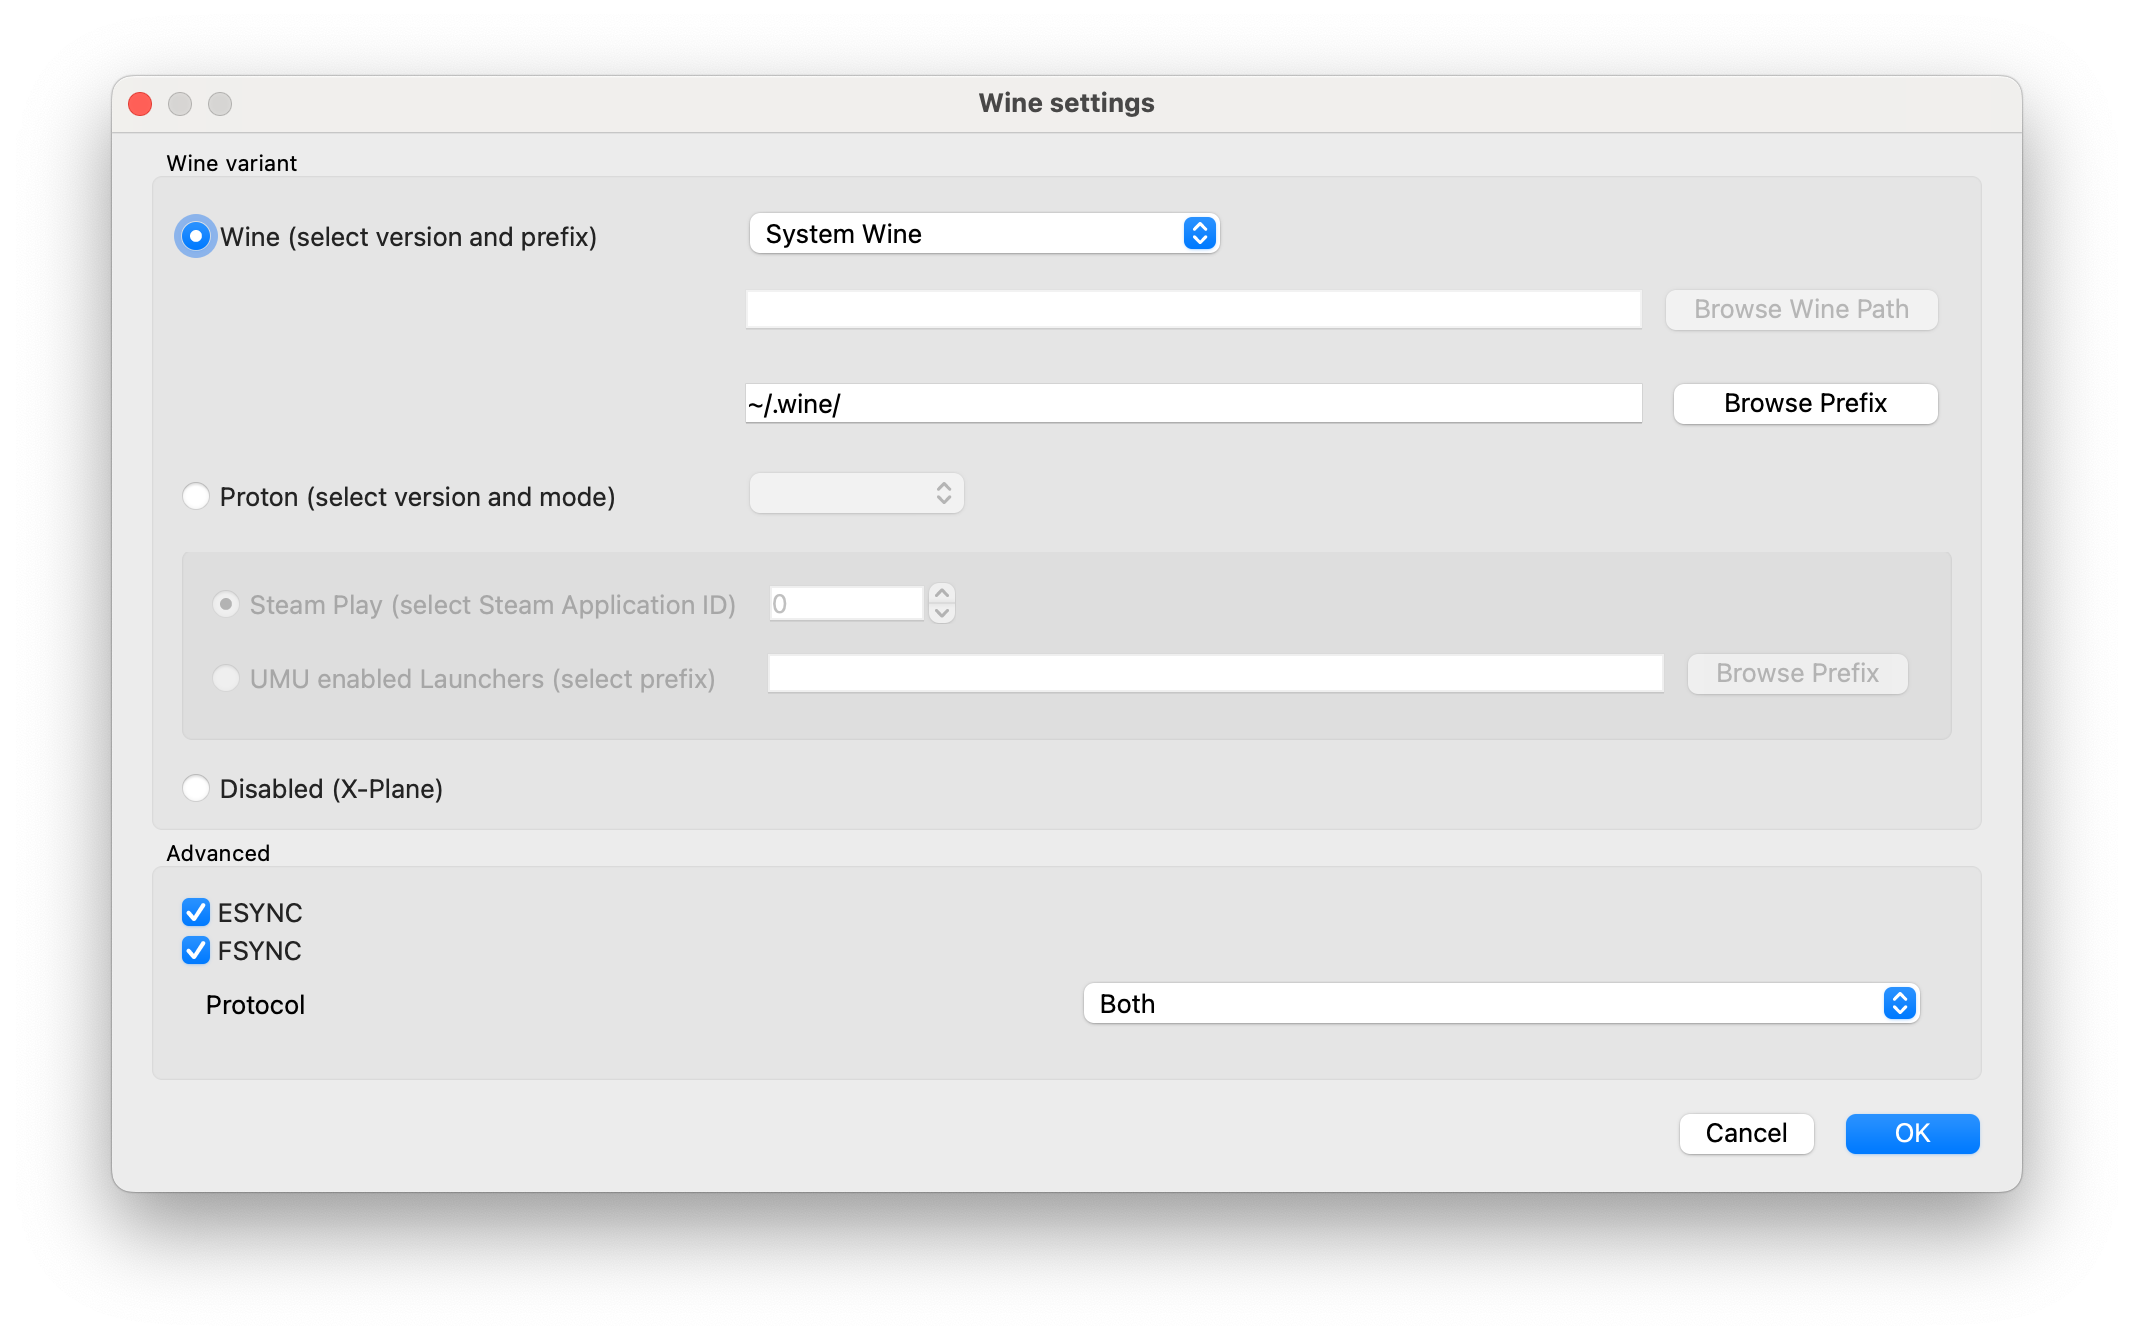 Wine settings
Wine variant
Wine (select version and prefix)
System Wine
Browse Wine Path
~/.wine/
Browse Prefix
Proton (select version and mode)
Steam Play (select Steam Application ID)
0
UMU enabled Launchers (select prefix)
Browse Prefix
Disabled (X-Plane)
Advanced
ESYNC
FSYNC
Protocol
Both
Cancel
OK